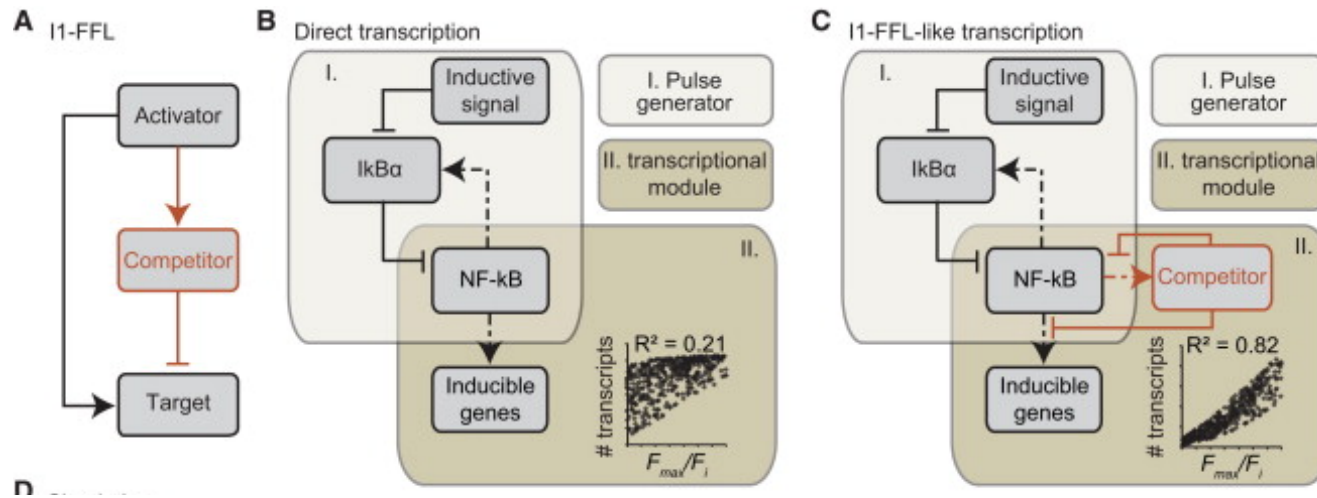 A I1-FFL
Activator
Competitor
Target
B Direct transcription
I.
Inductive
signal
IkBα
NF-kB
Inducible
genes
I. Pulse
generator
II. transcriptional
module
II.
R² = 0.21
# transcripts
Fmax/Fi
C I1-FFL-like transcription
I.
Inductive
signal
IkBα
NF-kB
Competitor
Inducible
genes
I. Pulse
generator
II. transcriptional
module
II.
R² = 0.82
# transcripts
Fmax/Fi
D